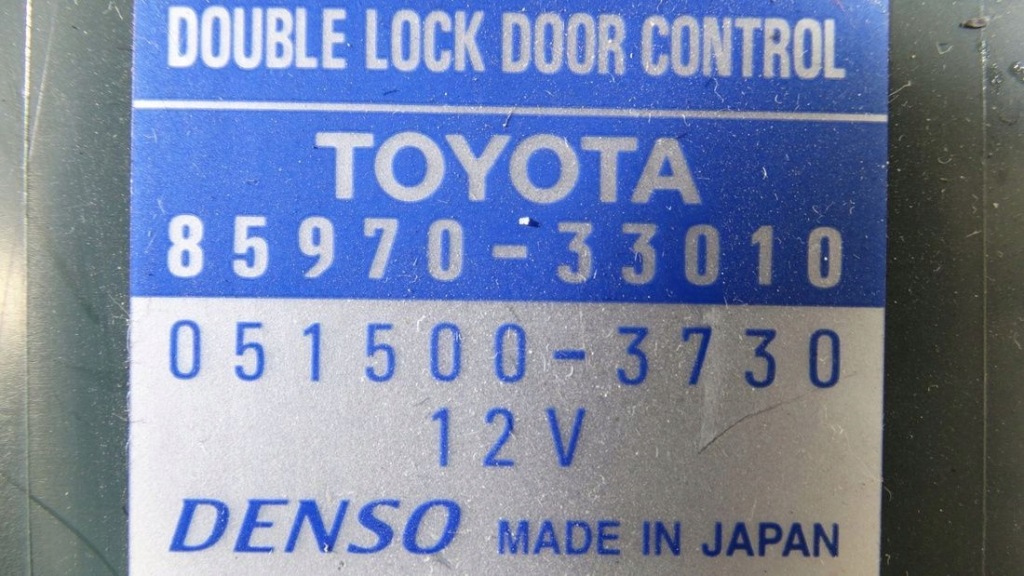 DOUBLE LOCK DOOR CONTROL
TOYOTA
85970-33010
051500-3730
12V
DENSO MADE IN JAPAN